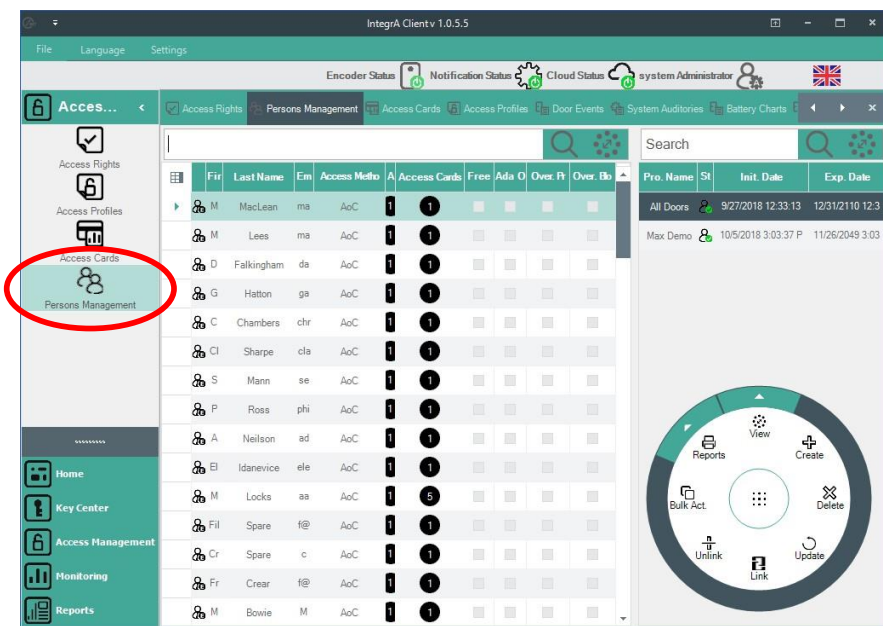 IntegrA Client v 1.0.5.5
File Language Settings
Encoder Status Notification Status Cloud Status system Administrator
Acces... Access Rights Persons Management Access Cards Access Profiles Door Events System Auditories Battery Charts
Access Rights
Access Profiles
Access Cards
Persons Management
Search
Fir Last Name Em Access Metho A Access Cards Free Ada O Over. Pr Over. Blo
Pro. Name St Init. Date Exp. Date
M MacLean ma AoC 1 1
All Doors 9/27/2018 12:33:13 12/31/2110 12:3
M Lees ma AoC 1 1
Max Demo 10/5/2018 3:03:37 P 11/26/2049 3:03
D Falkingham da AoC 1 1
G Hatton ga AoC 1 1
C Chambers chr AoC 1 1
Cl Sharpe cla AoC 1 1
S Mann se AoC 1 1
P Ross phi AoC 1 1
A Neilson ad AoC 1 1
El Idanevice ele AoC 1 1
M Locks aa AoC 1 5
Fil Spare f@ AoC 1 1
Cr Spare c AoC 1 1
Fr Crear f@ AoC 1 1
M Bowie M AoC 1 1
View
Reports
Create
Bulk Act.
Delete
Unlink
Update
Link
Home
Key Center
Access Management
Monitoring
Reports